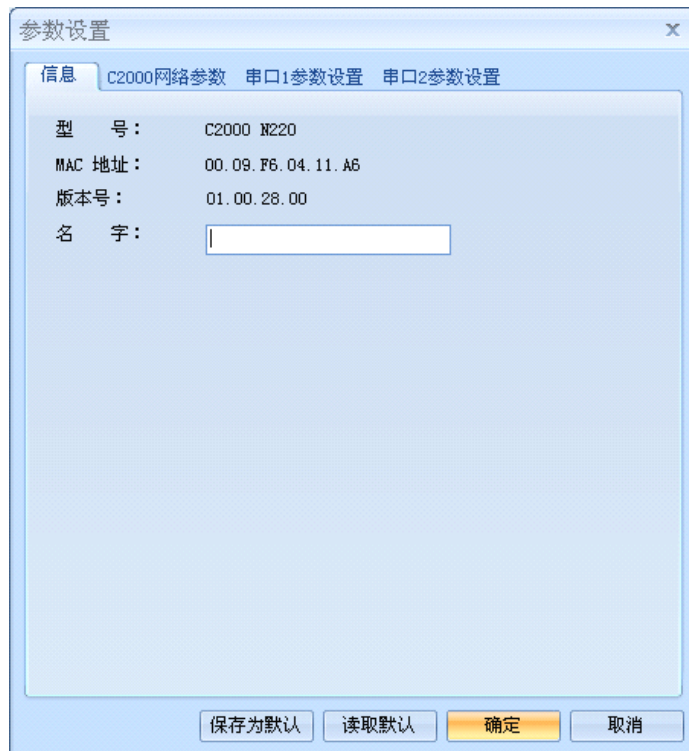 参数设置
信息 C2000网络参数 串口1参数设置 串口2参数设置
型 号： C2000 N220
MAC 地址： 00.09.F6.04.11.A6
版本号： 01.00.28.00
名 字：
保存为默认 读取默认 确定 取消